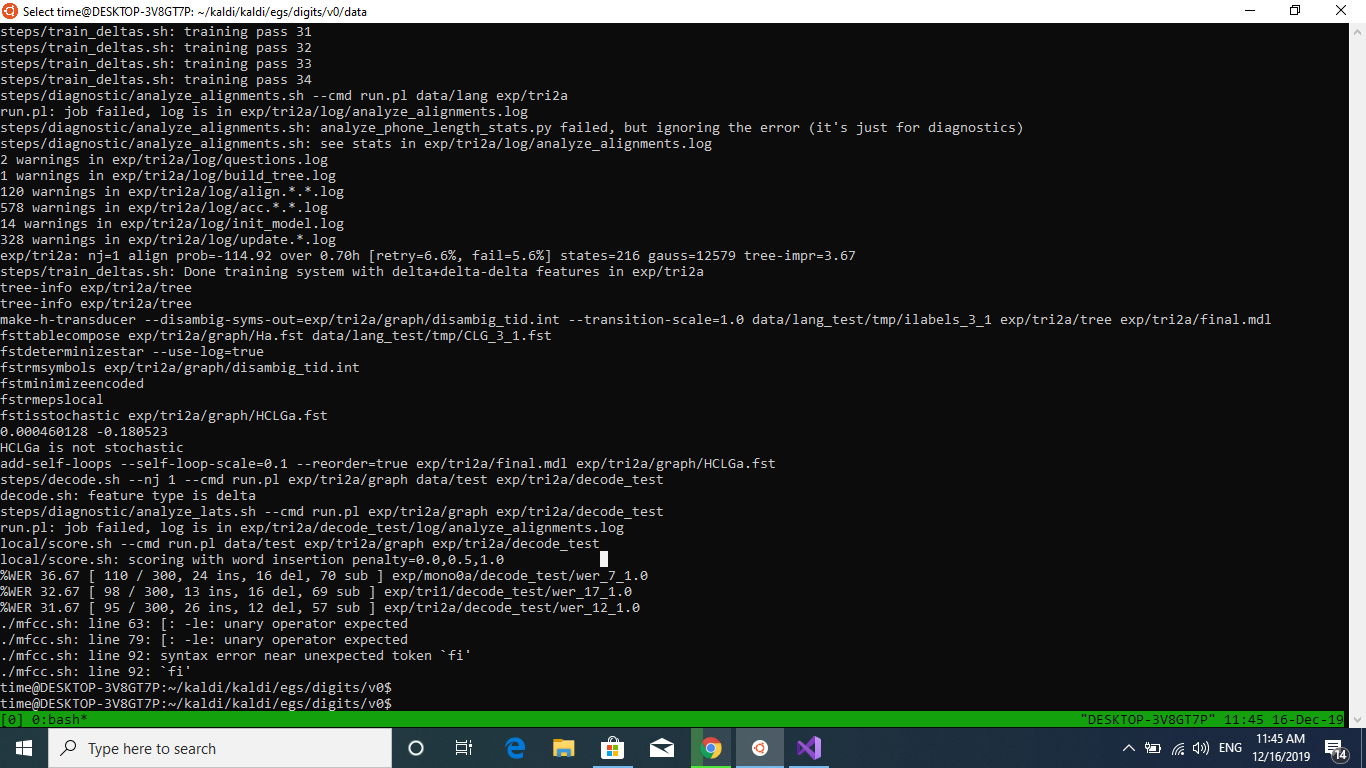 Select time@DESKTOP-3V8GT7P: ~/kaldi/kaldi/egs/digits/v0/data
steps/train_deltas.sh: training pass 31
steps/train_deltas.sh: training pass 32
steps/train_deltas.sh: training pass 33
steps/train_deltas.sh: training pass 34
steps/diagnostic/analyze_alignments.sh --cmd run.pl data/lang exp/tri2a
run.pl: job failed, log is in exp/tri2a/log/analyze_alignments.log
steps/diagnostic/analyze_alignments.sh: analyze_phone_length_stats.py failed, but ignoring the error (it's just for diagnostics)
steps/diagnostic/analyze_alignments.sh: see stats in exp/tri2a/log/analyze_alignments.log
2 warnings in exp/tri2a/log/questions.log
1 warnings in exp/tri2a/log/build_tree.log
120 warnings in exp/tri2a/log/align.*.*.log
578 warnings in exp/tri2a/log/acc.*.*.log
14 warnings in exp/tri2a/log/init_model.log
328 warnings in exp/tri2a/log/update.*.log
exp/tri2a: nj=1 align prob=-114.92 over 0.70h [retry=6.6%, fail=5.6%] states=216 gauss=12579 tree-impr=3.67
steps/train_deltas.sh: Done training system with delta+delta-delta features in exp/tri2a
tree-info exp/tri2a/tree
tree-info exp/tri2a/tree
make-h-transducer --disambig-syms-out=exp/tri2a/graph/disambig_tid.int --transition-scale=1.0 data/lang_test/tmp/ilabels_3_1 exp/tri2a/tree exp/tri2a/final.mdl
fsttablecompose exp/tri2a/graph/Ha.fst data/lang_test/tmp/CLG_3_1.fst
fstdeterminizestar --use-log=true
fstrmsymbols exp/tri2a/graph/disambig_tid.int
fstminimizeencoded
fstrmepslocal
fstisstochastic exp/tri2a/graph/HCLGa.fst
0.000460128 -0.180523
HCLGa is not stochastic
add-self-loops --self-loop-scale=0.1 --reorder=true exp/tri2a/final.mdl exp/tri2a/graph/HCLGa.fst
steps/decode.sh --nj 1 --cmd run.pl exp/tri2a/graph data/test exp/tri2a/decode_test
decode.sh: feature type is delta
steps/diagnostic/analyze_lats.sh --cmd run.pl exp/tri2a/graph exp/tri2a/decode_test
run.pl: job failed, log is in exp/tri2a/decode_test/log/analyze_alignments.log
local/score.sh --cmd run.pl data/test exp/tri2a/graph exp/tri2a/decode_test
local/score.sh: scoring with word insertion penalty=0.0,0.5,1.0
%WER 36.67 [ 110 / 300, 24 ins, 16 del, 70 sub ] exp/mono0a/decode_test/wer_7_1.0
%WER 32.67 [ 98 / 300, 13 ins, 16 del, 69 sub ] exp/tri1/decode_test/wer_17_1.0
%WER 31.67 [ 95 / 300, 26 ins, 12 del, 57 sub ] exp/tri2a/decode_test/wer_12_1.0
./mfcc.sh: line 63: [: -le: unary operator expected
./mfcc.sh: line 79: [: -le: unary operator expected
./mfcc.sh: line 92: syntax error near unexpected token `fi'
./mfcc.sh: line 92: `fi'
time@DESKTOP-3V8GT7P:~/kaldi/kaldi/egs/digits/v0$
time@DESKTOP-3V8GT7P:~/kaldi/kaldi/egs/digits/v0$
[0] 0:bash* "DESKTOP-3V8GT7P" 11:45 16-Dec-19
Type here to search
ENG
11:45 AM
12/16/2019
14